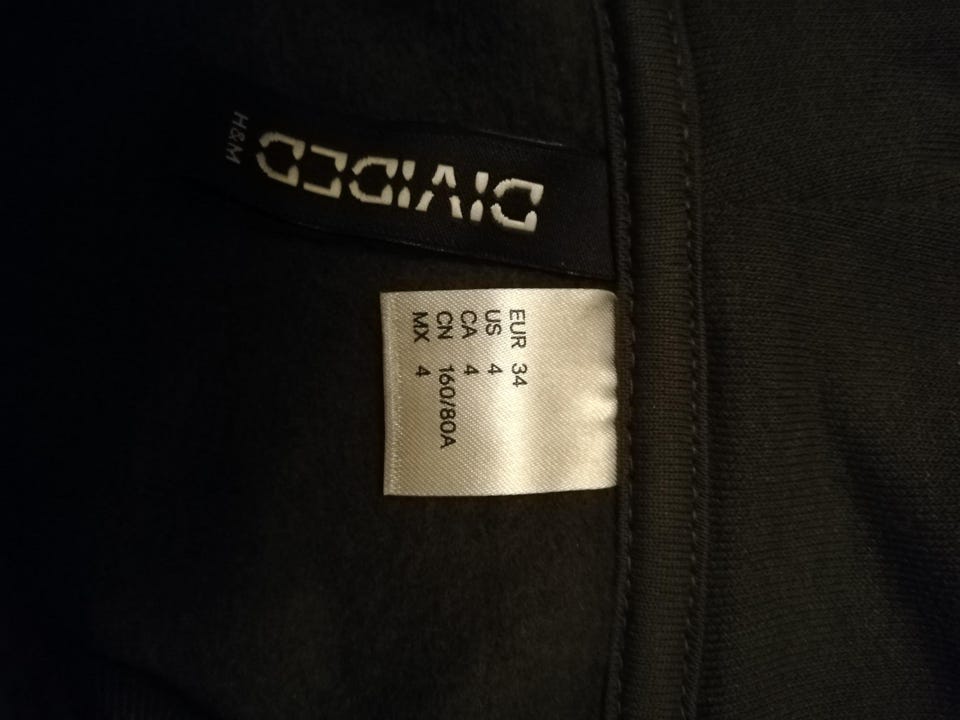 DIVIDED
H&M
EUR 34
US 4
CA 4
CN 160/80A
MX 4